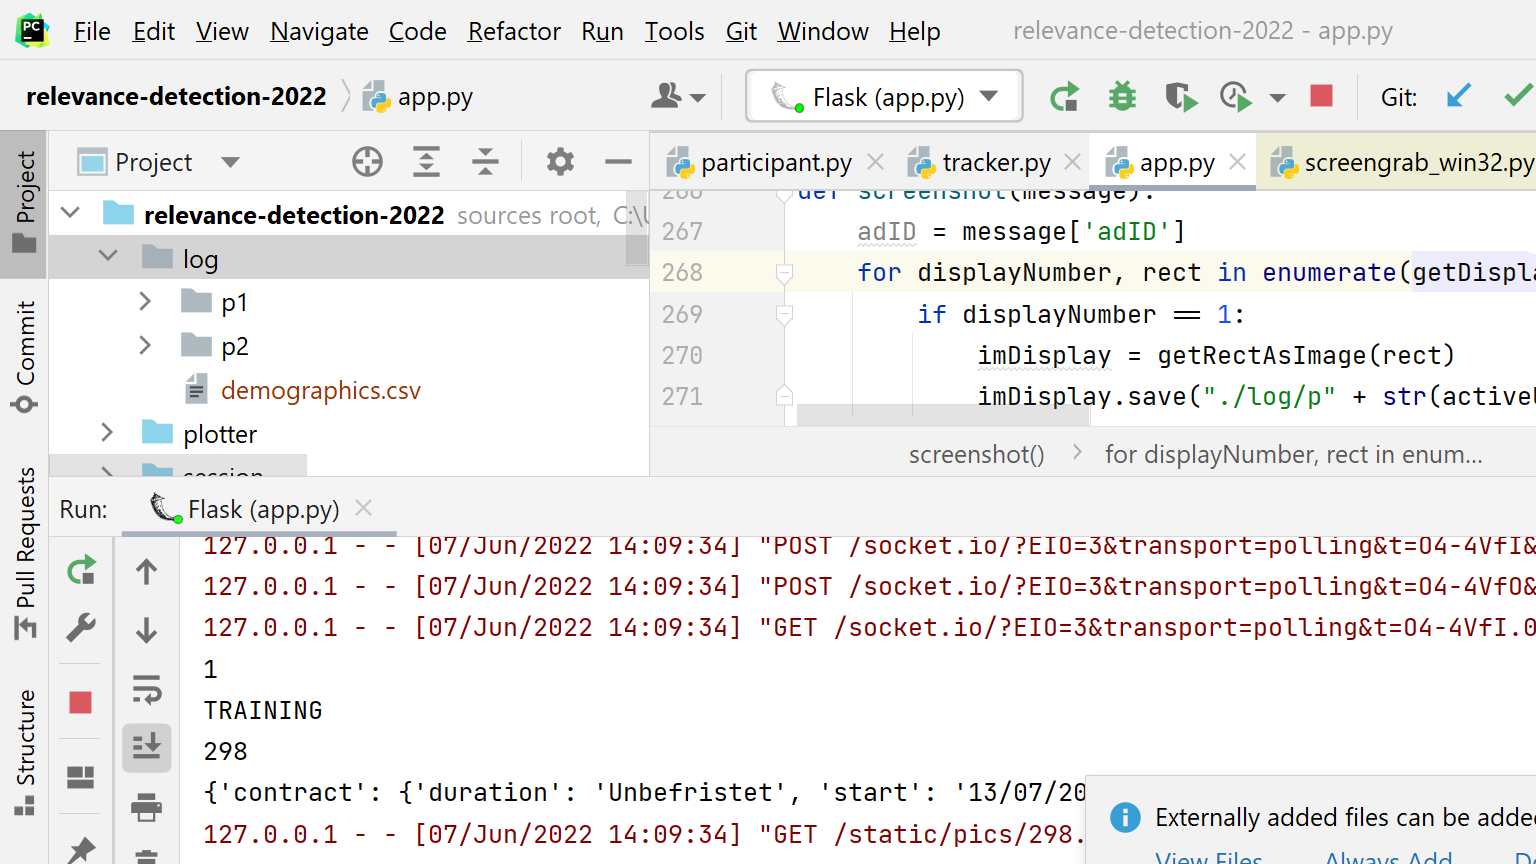 PC File Edit View Navigate Code Refactor Run Tools Git Window Help relevance-detection-2022 - app.py
relevance-detection-2022 app.py Flask (app.py) Git:
Project
Commit
Pull Requests
Structure
Project
relevance-detection-2022 sources root, C:\
log
p1
p2
demographics.csv
plotter
session
participant.py tracker.py app.py screengrab_win32.py
266 def screenshot(message):
267 adID = message['adID']
268 for displayNumber, rect in enumerate(getDispla
269 if displayNumber == 1:
270 imDisplay = getRectAsImage(rect)
271 imDisplay.save("./log/p" + str(activeU
screenshot() for displayNumber, rect in enum...
Run: Flask (app.py)
127.0.0.1 - - [07/Jun/2022 14:09:34] "POST /socket.io/?EIO=3&transport=polling&t=O4-4VfI&
127.0.0.1 - - [07/Jun/2022 14:09:34] "POST /socket.io/?EIO=3&transport=polling&t=O4-4VfO&
127.0.0.1 - - [07/Jun/2022 14:09:34] "GET /socket.io/?EIO=3&transport=polling&t=O4-4VfI.0
1
TRAINING
298
{'contract': {'duration': 'Unbefristet', 'start': '13/07/20
127.0.0.1 - - [07/Jun/2022 14:09:34] "GET /static/pics/298.
Externally added files can be added
View Files Always Add